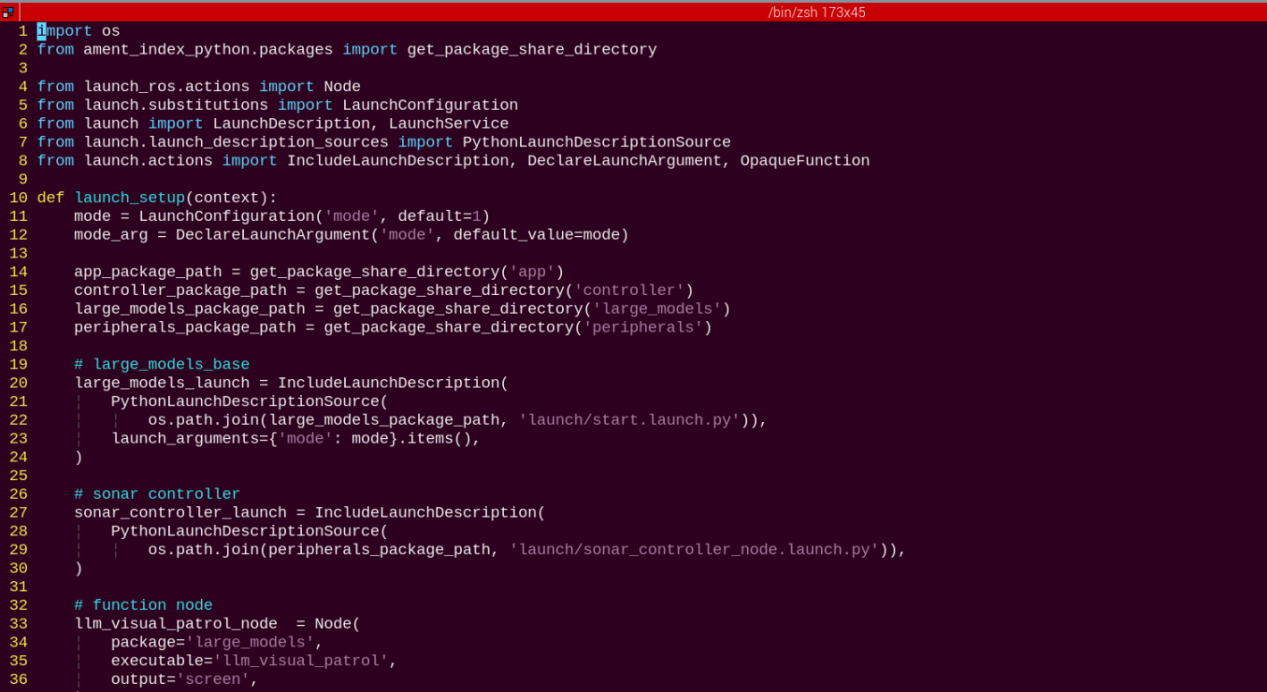 /bin/zsh 173x45
1 import os
2 from ament_index_python.packages import get_package_share_directory
3
4 from launch_ros.actions import Node
5 from launch.substitutions import LaunchConfiguration
6 from launch import LaunchDescription, LaunchService
7 from launch.launch_description_sources import PythonLaunchDescriptionSource
8 from launch.actions import IncludeLaunchDescription, DeclareLaunchArgument, OpaqueFunction
9
10 def launch_setup(context):
11     mode = LaunchConfiguration('mode', default=1)
12     mode_arg = DeclareLaunchArgument('mode', default_value=mode)
13
14     app_package_path = get_package_share_directory('app')
15     controller_package_path = get_package_share_directory('controller')
16     large_models_package_path = get_package_share_directory('large_models')
17     peripherals_package_path = get_package_share_directory('peripherals')
18
19     # large_models_base
20     large_models_launch = IncludeLaunchDescription(
21     ¦   PythonLaunchDescriptionSource(
22     ¦   ¦   os.path.join(large_models_package_path, 'launch/start.launch.py')),
23     ¦   launch_arguments={'mode': mode}.items(),
24     )
25
26     # sonar controller
27     sonar_controller_launch = IncludeLaunchDescription(
28     ¦   PythonLaunchDescriptionSource(
29     ¦   ¦   os.path.join(peripherals_package_path, 'launch/sonar_controller_node.launch.py')),
30     )
31
32     # function node
33     llm_visual_patrol_node  = Node(
34     ¦   package='large_models',
35     ¦   executable='llm_visual_patrol',
36     ¦   output='screen',